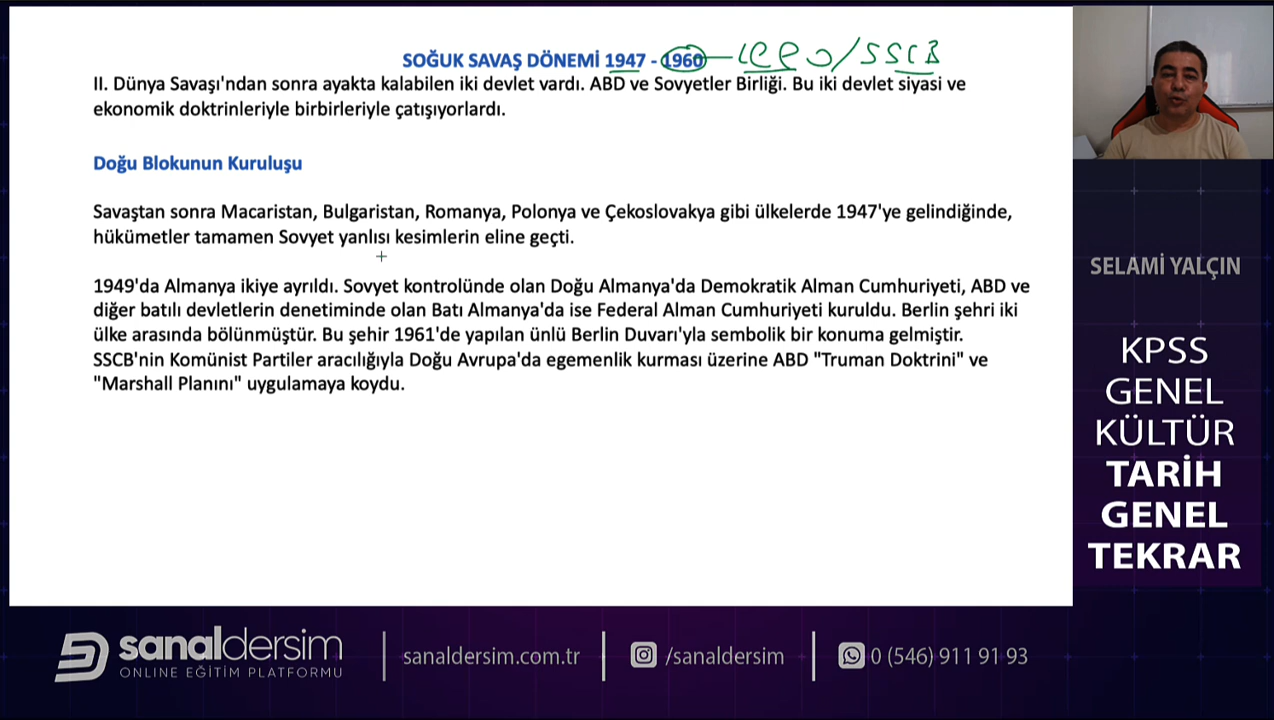 SOĞUK SAVAŞ DÖNEMİ 1947 - 1960 1990/SSCB
II. Dünya Savaşı'ndan sonra ayakta kalabilen iki devlet vardı. ABD ve Sovyetler Birliği. Bu iki devlet siyasi ve
ekonomik doktrinleriyle birbirleriyle çatışıyorlardı.
Doğu Blokunun Kuruluşu
Savaştan sonra Macaristan, Bulgaristan, Romanya, Polonya ve Çekoslovakya gibi ülkelerde 1947'ye gelindiğinde,
hükümetler tamamen Sovyet yanlısı kesimlerin eline geçti.
1949'da Almanya ikiye ayrıldı. Sovyet kontrolünde olan Doğu Almanya'da Demokratik Alman Cumhuriyeti, ABD ve
diğer batılı devletlerin denetiminde olan Batı Almanya'da ise Federal Alman Cumhuriyeti kuruldu. Berlin şehri iki
ülke arasında bölünmüştür. Bu şehir 1961'de yapılan ünlü Berlin Duvarı'yla sembolik bir konuma gelmiştir.
SSCB'nin Komünist Partiler aracılığıyla Doğu Avrupa'da egemenlik kurması üzerine ABD "Truman Doktrini" ve
"Marshall Planını" uygulamaya koydu.
SELAMİ YALÇIN
KPSS
GENEL
KÜLTÜR
TARİH
GENEL
TEKRAR
sanaldersim
ONLINE EĞİTİM PLATFORMU
sanaldersim.com.tr
/sanaldersim
0 (546) 911 91 93